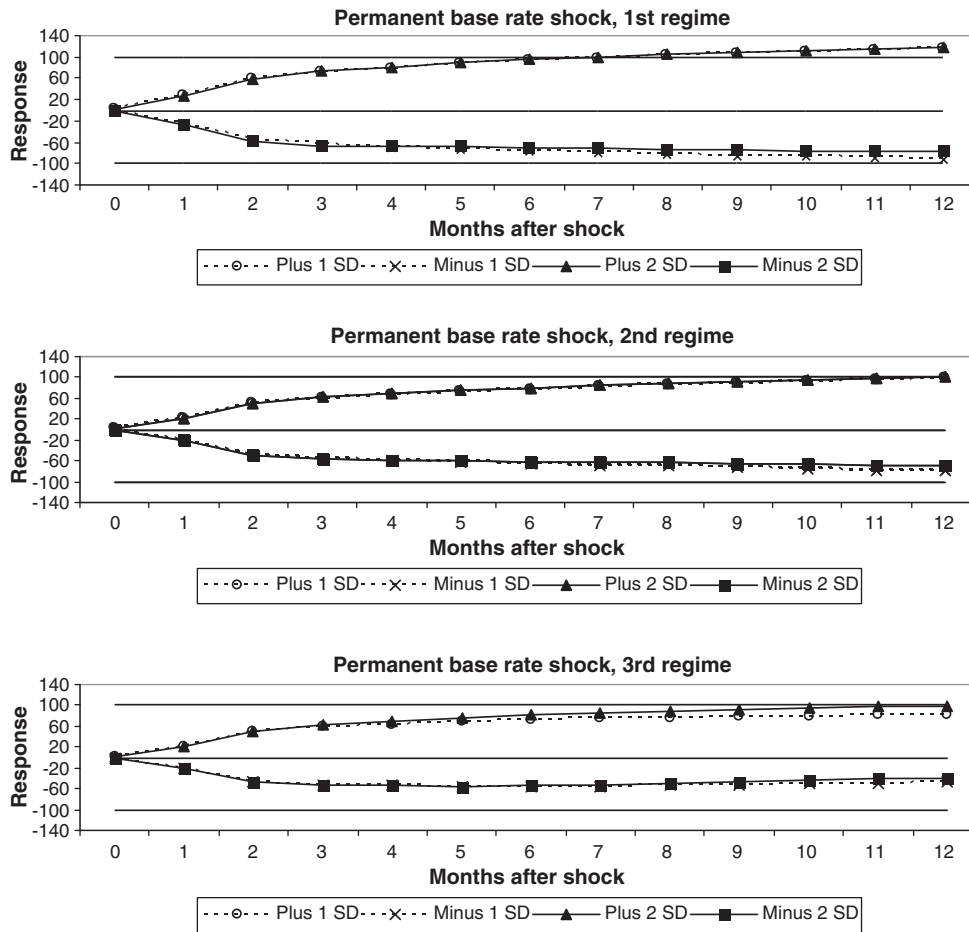 Permanent base rate shock, 1st regime
Response
140
100
60
20
-20
-60
-100
-140
0 1 2 3 4 5 6 7 8 9 10 11 12
Months after shock
Plus 1 SD Minus 1 SD Plus 2 SD Minus 2 SD
Permanent base rate shock, 2nd regime
Response
140
100
60
20
-20
-60
-100
-140
0 1 2 3 4 5 6 7 8 9 10 11 12
Months after shock
Plus 1 SD Minus 1 SD Plus 2 SD Minus 2 SD
Permanent base rate shock, 3rd regime
Response
140
100
60
20
-20
-60
-100
-140
0 1 2 3 4 5 6 7 8 9 10 11 12
Months after shock
Plus 1 SD Minus 1 SD Plus 2 SD Minus 2 SD